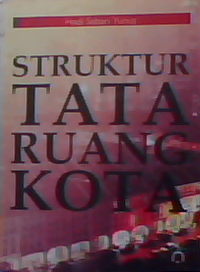 Hadi Sabari Yunus
STRUKTUR
TATA
RUANG
KOTA